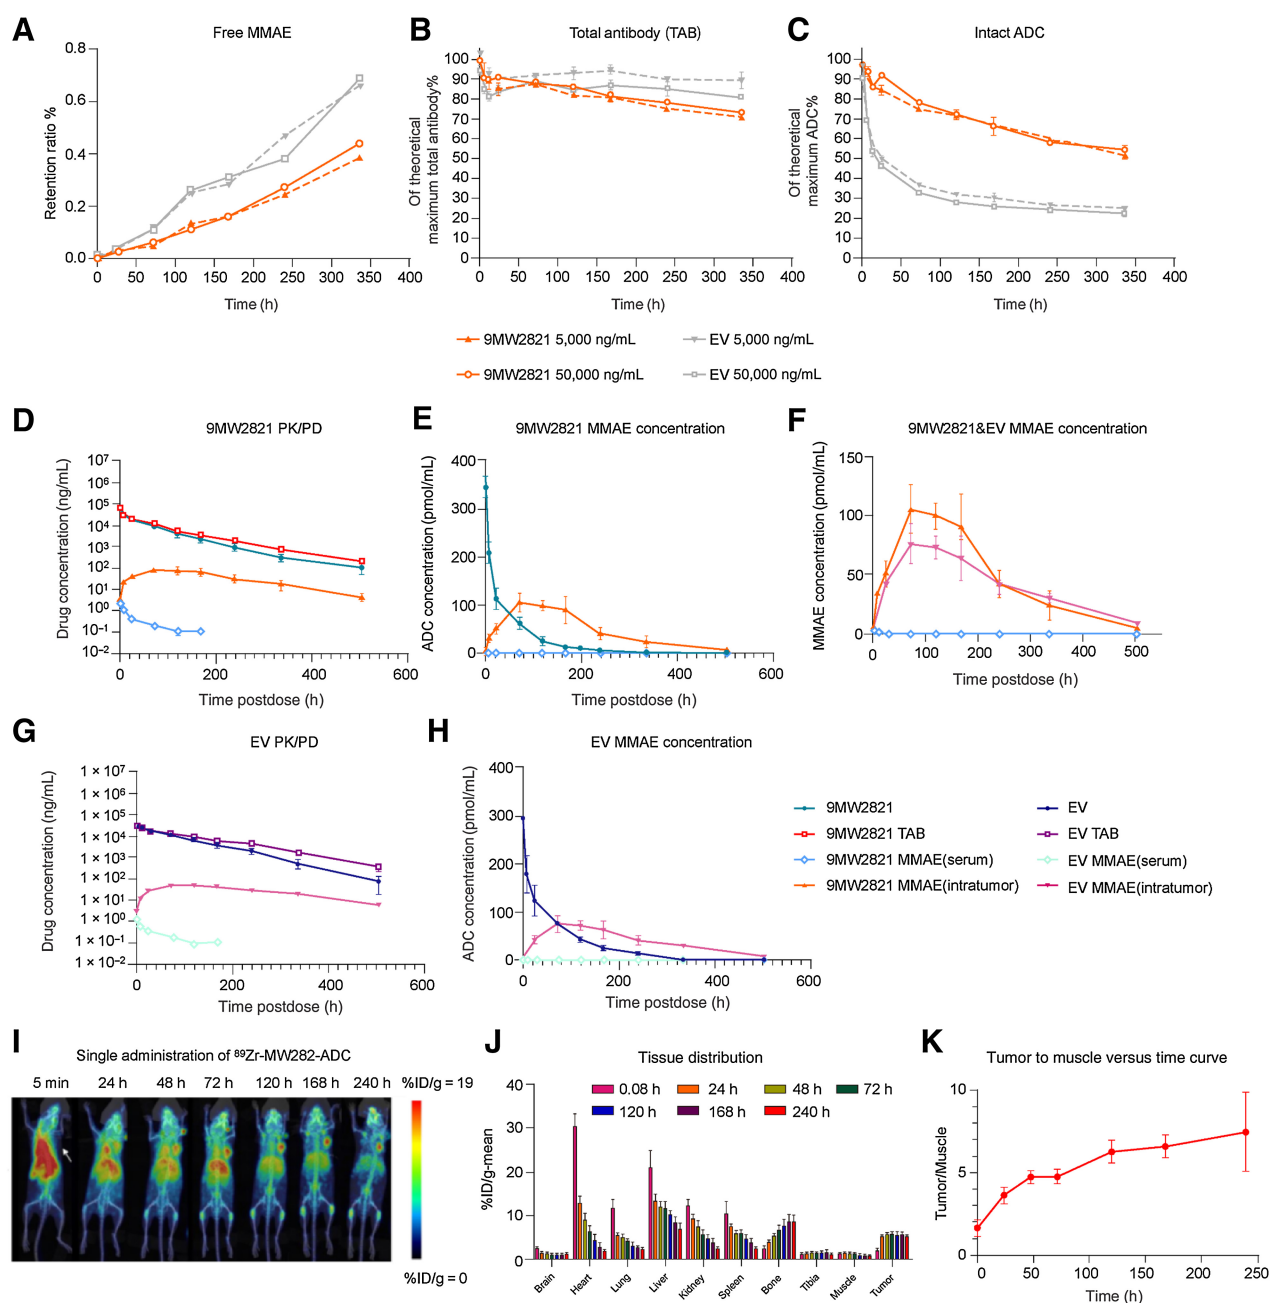 A
Free MMAE
Retention ratio %
0.8
0.6
0.4
0.2
0.0
0 50 100 150 200 250 300 350 400
Time (h)
B
Total antibody (TAB)
Of theoretical
maximum total antibody%
100
90
80
70
60
50
40
30
20
10
0
0 50 100 150 200 250 300 350 400
Time (h)
C
Intact ADC
Of theoretical
maximum ADC%
100
90
80
70
60
50
40
30
20
10
0
0 50 100 150 200 250 300 350 400
Time (h)
9MW2821 5,000 ng/mL
EV 5,000 ng/mL
9MW2821 50,000 ng/mL
EV 50,000 ng/mL
D
9MW2821 PK/PD
Drug concentration (ng/mL)
10⁷
10⁶
10⁵
10⁴
10³
10²
10¹
10⁰
10⁻¹
10⁻²
0 200 400 600
Time postdose (h)
E
9MW2821 MMAE concentration
ADC concentration (pmol/mL)
400
300
200
100
0
0 200 400 600
Time postdose (h)
F
9MW2821&EV MMAE concentration
MMAE concentration (pmol/mL)
150
100
50
0
0 100 200 300 400 500
Time postdose (h)
G
EV PK/PD
Drug concentration (ng/mL)
1 × 10⁷
1 × 10⁶
1 × 10⁵
1 × 10⁴
1 × 10³
1 × 10²
1 × 10¹
1 × 10⁰
1 × 10⁻¹
1 × 10⁻²
0 200 400 600
Time postdose (h)
H
EV MMAE concentration
ADC concentration (pmol/mL)
400
300
200
100
0
0 200 400 600
Time postdose (h)
9MW2821
EV
9MW2821 TAB
EV TAB
9MW2821 MMAE(serum)
EV MMAE(serum)
9MW2821 MMAE(intratumor)
EV MMAE(intratumor)
I
Single administration of ⁸⁹Zr-MW282-ADC
5 min 24 h 48 h 72 h 120 h 168 h 240 h
%ID/g = 19
%ID/g = 0
J
Tissue distribution
%ID/g-mean
40
30
20
10
0
0.08 h 24 h 48 h 72 h
120 h 168 h 240 h
Brain Heart Lung Liver Kidney Spleen Bone Tibia Muscle Tumor
K
Tumor to muscle versus time curve
Tumor/Muscle
10
5
0
0 50 100 150 200 250
Time (h)